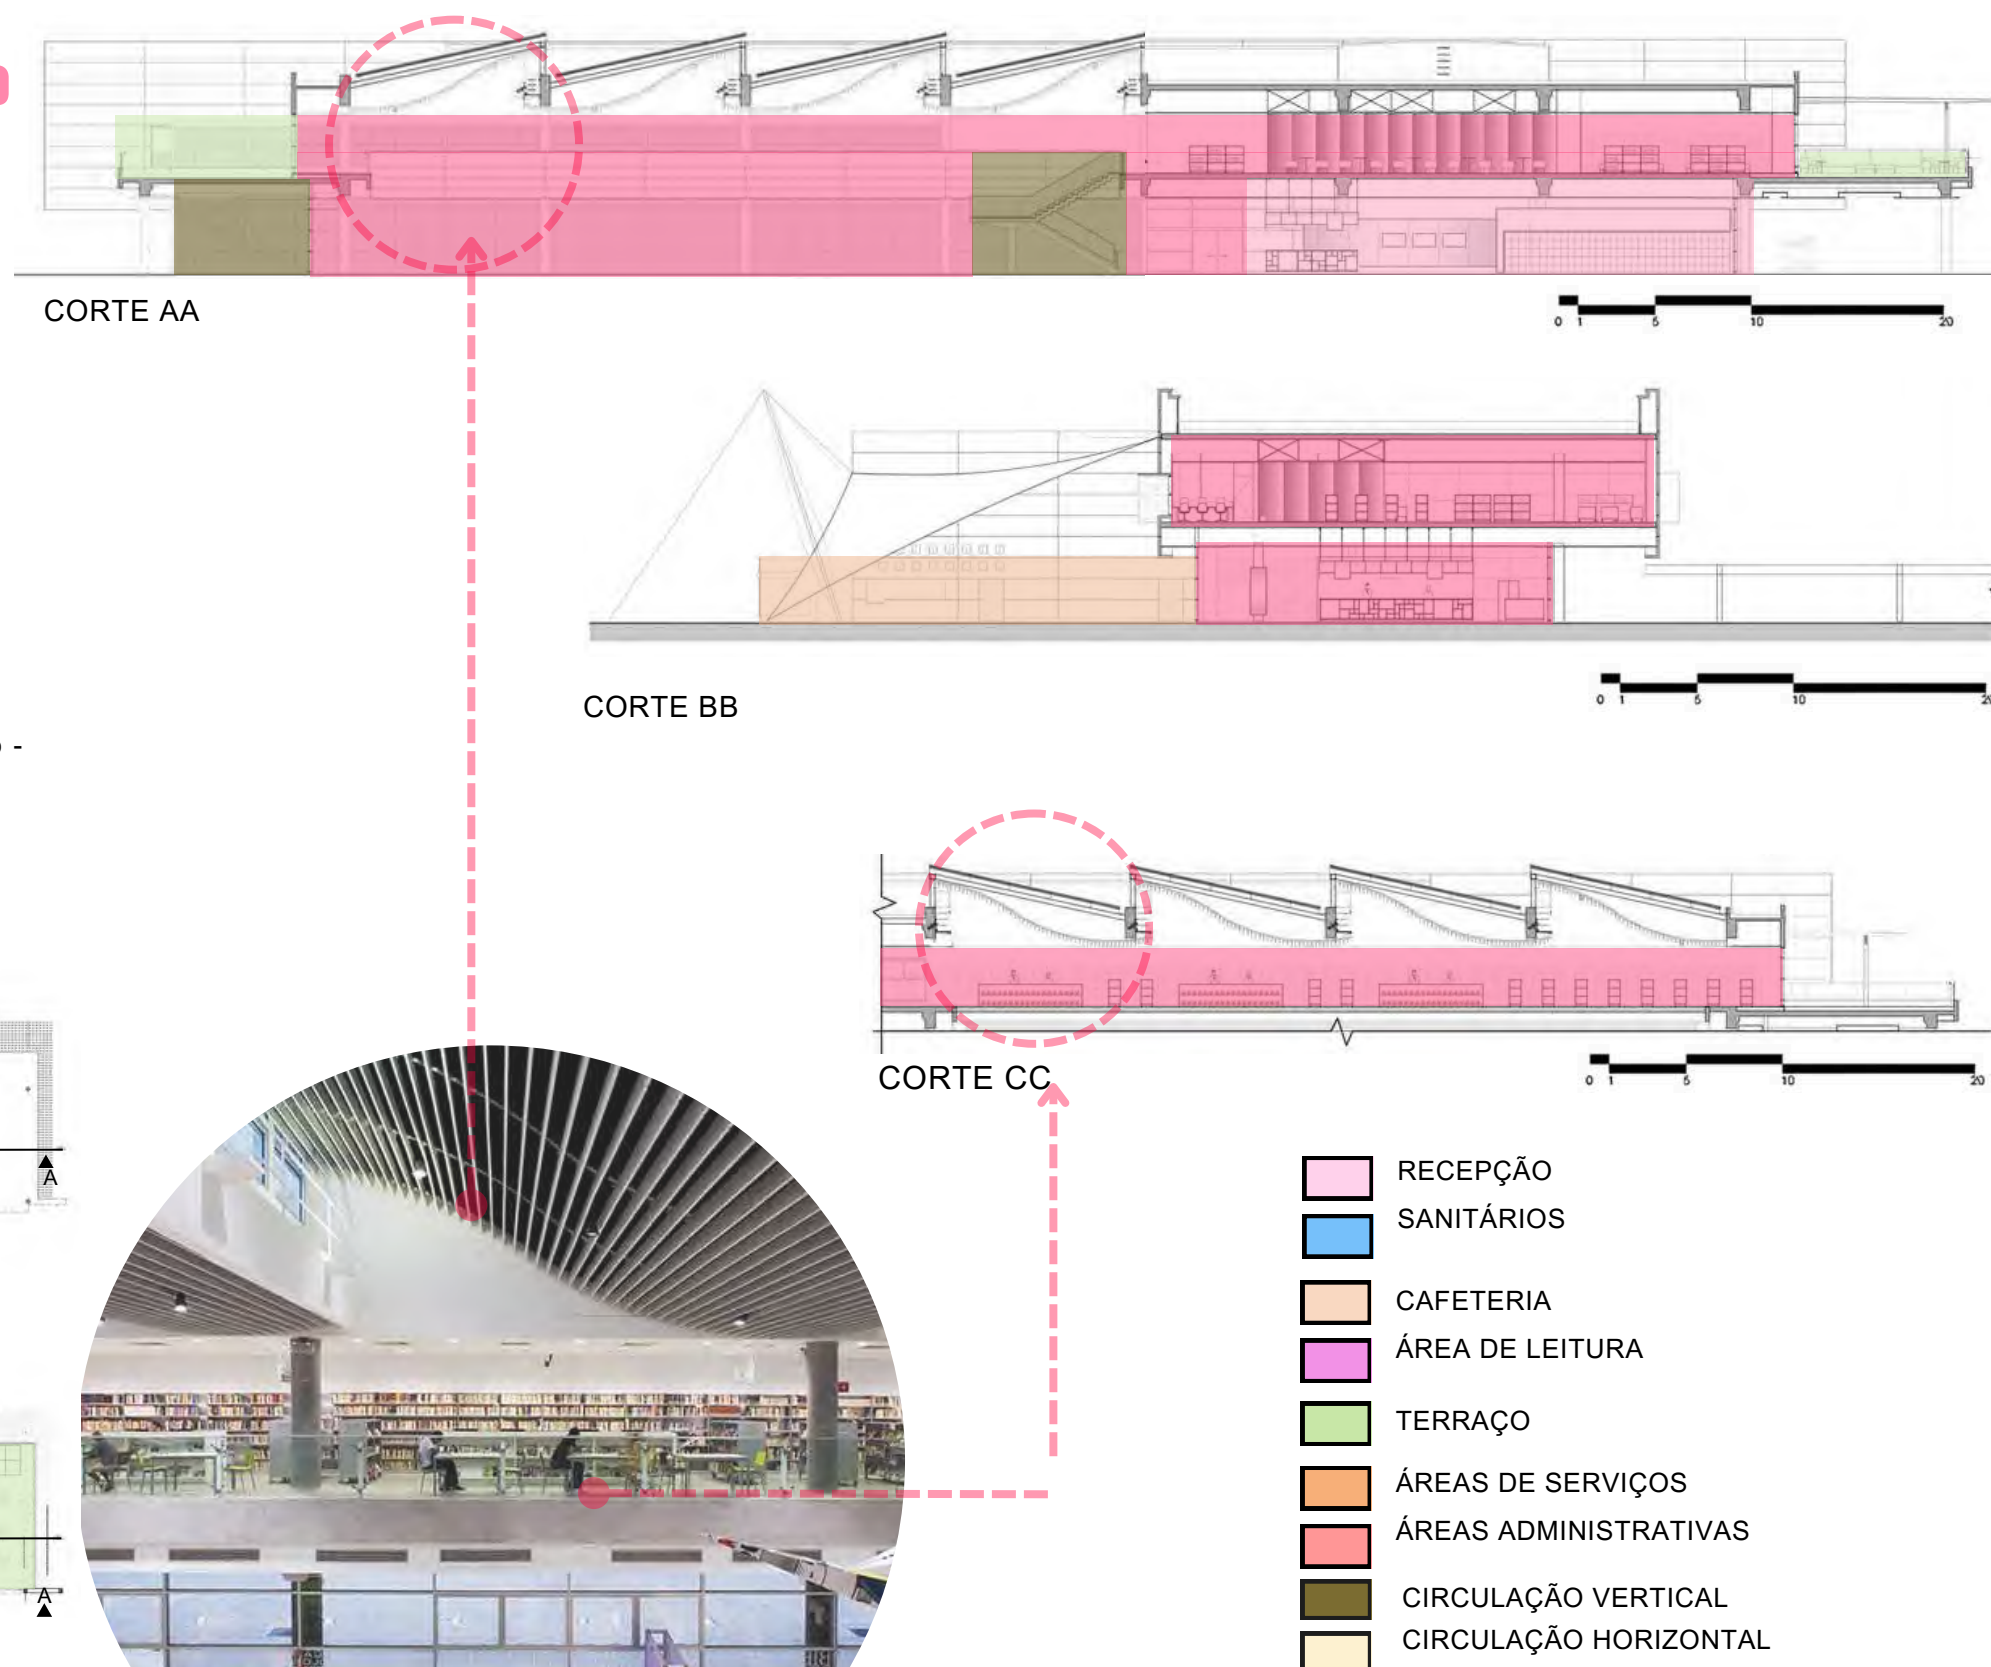 CORTE AA
0 1 5 10 20
CORTE BB
0 1 5 10 20
-
CORTE CC
0 1 5 10 20
A
A
RECEPÇÃO
SANITÁRIOS
CAFETERIA
ÁREA DE LEITURA
TERRAÇO
ÁREAS DE SERVIÇOS
ÁREAS ADMINISTRATIVAS
CIRCULAÇÃO VERTICAL
CIRCULAÇÃO HORIZONTAL